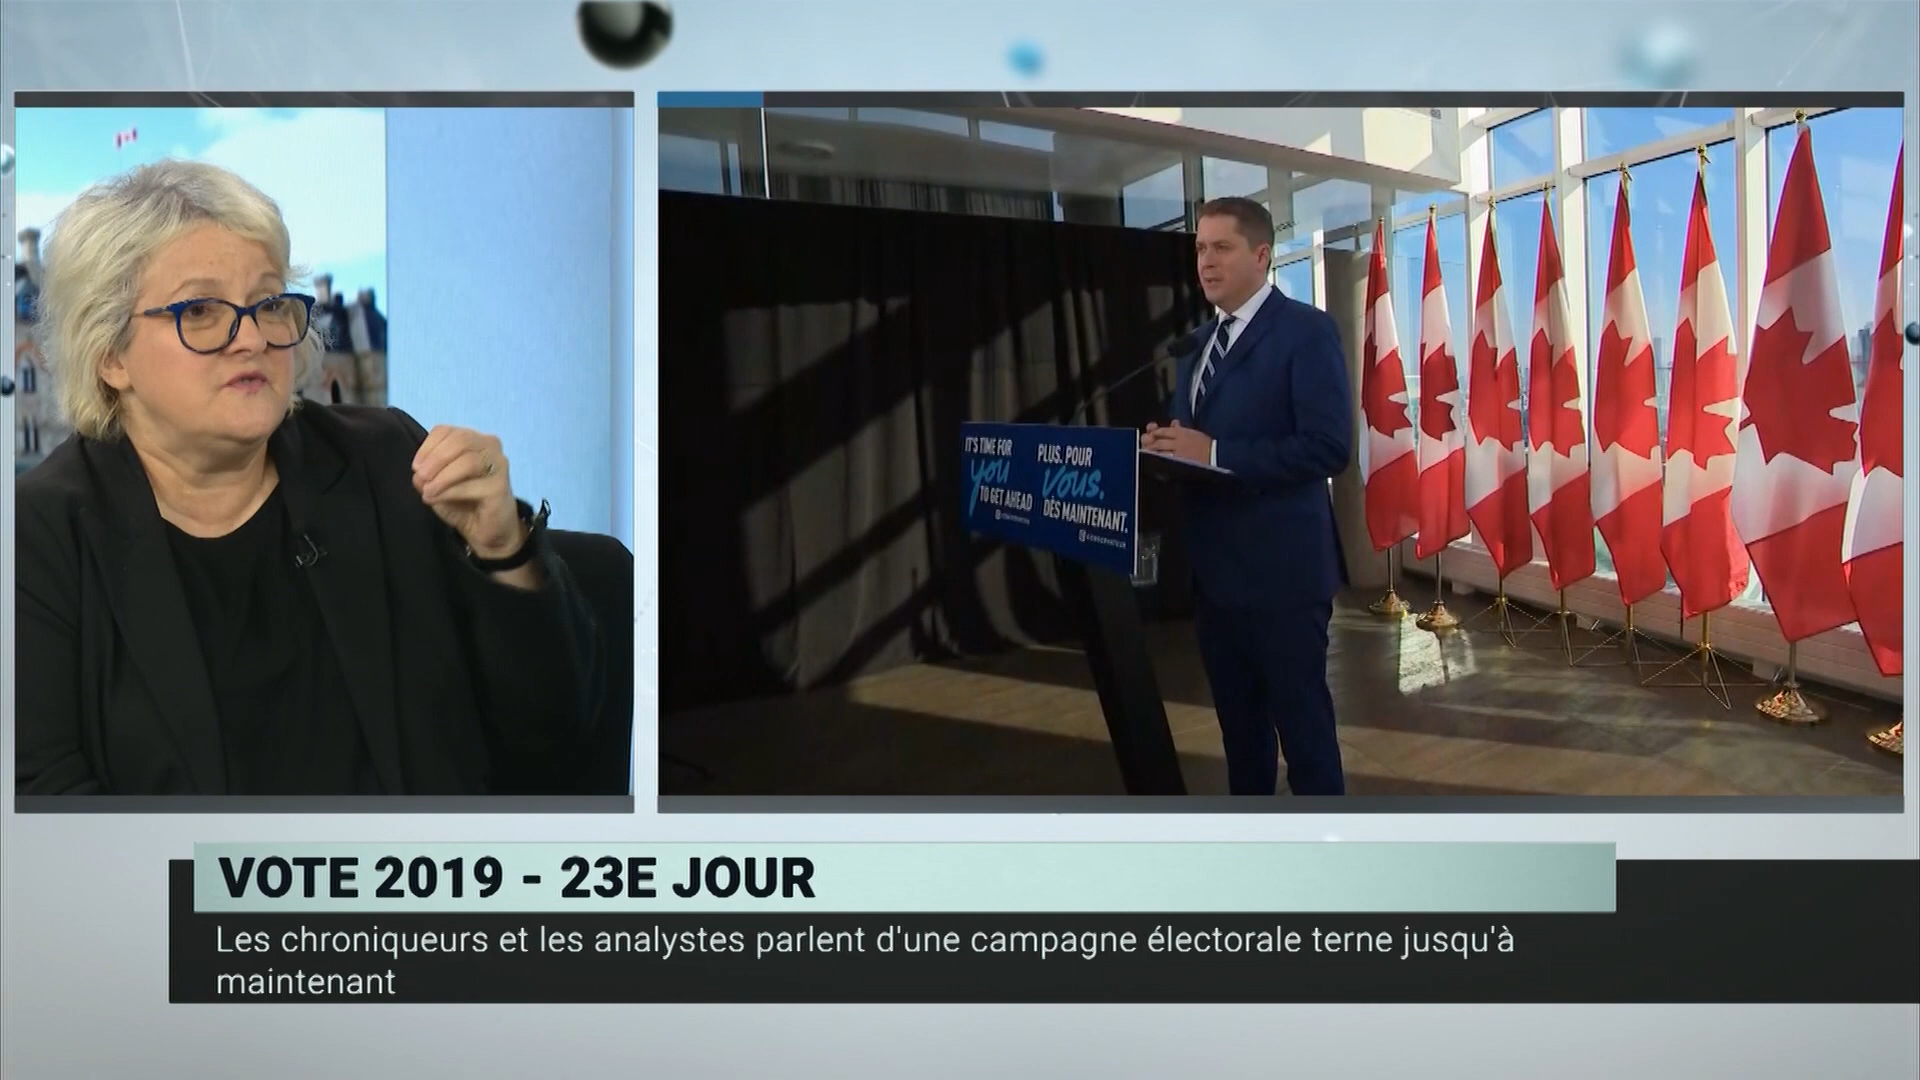 IT'S TIME FOR
you
TO GET AHEAD
PLUS. POUR
vous.
DÈS MAINTENANT.
VOTE 2019 - 23E JOUR
Les chroniqueurs et les analystes parlent d'une campagne électorale terne jusqu'à
maintenant